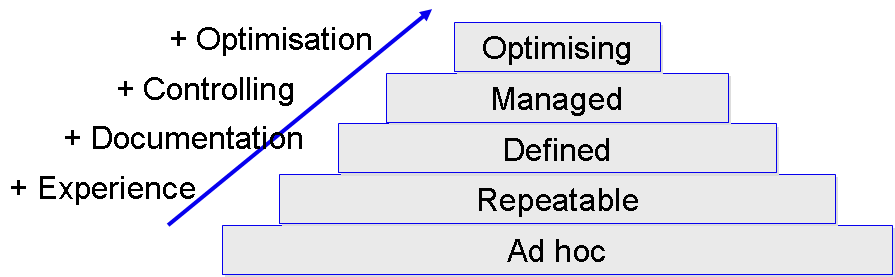 + Optimisation
Optimising
+ Controlling
Managed
+ Documentation
Defined
+ Experience
Repeatable
Ad hoc